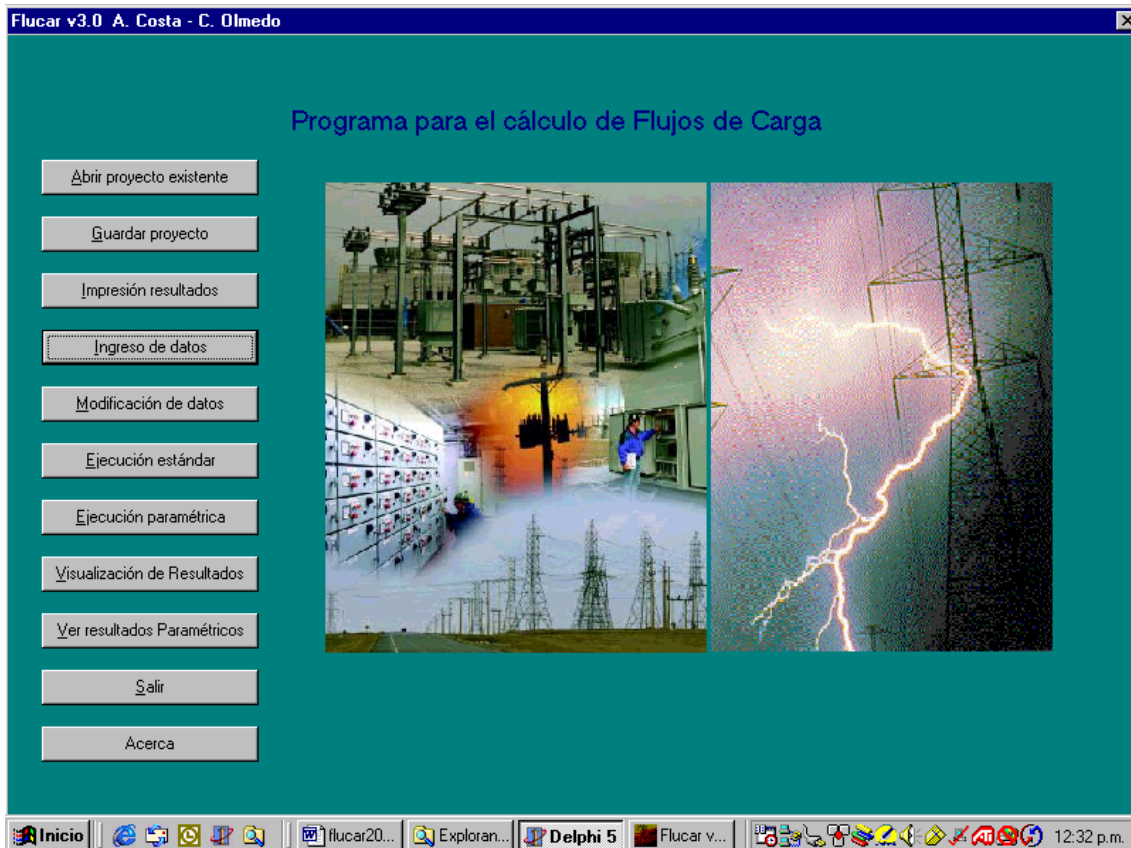 Flucar v3.0 A. Costa - C. Olmedo
Programa para el cálculo de Flujos de Carga
Abrir proyecto existente
Guardar proyecto
Impresión resultados
Ingreso de datos
Modificación de datos
Ejecución estándar
Ejecución paramétrica
Visualización de Resultados
Ver resultados Paramétricos
Salir
Acerca
Inicio
flucar20...
Exploran...
Delphi 5
Flucar v...
ATI
12:32 p.m.